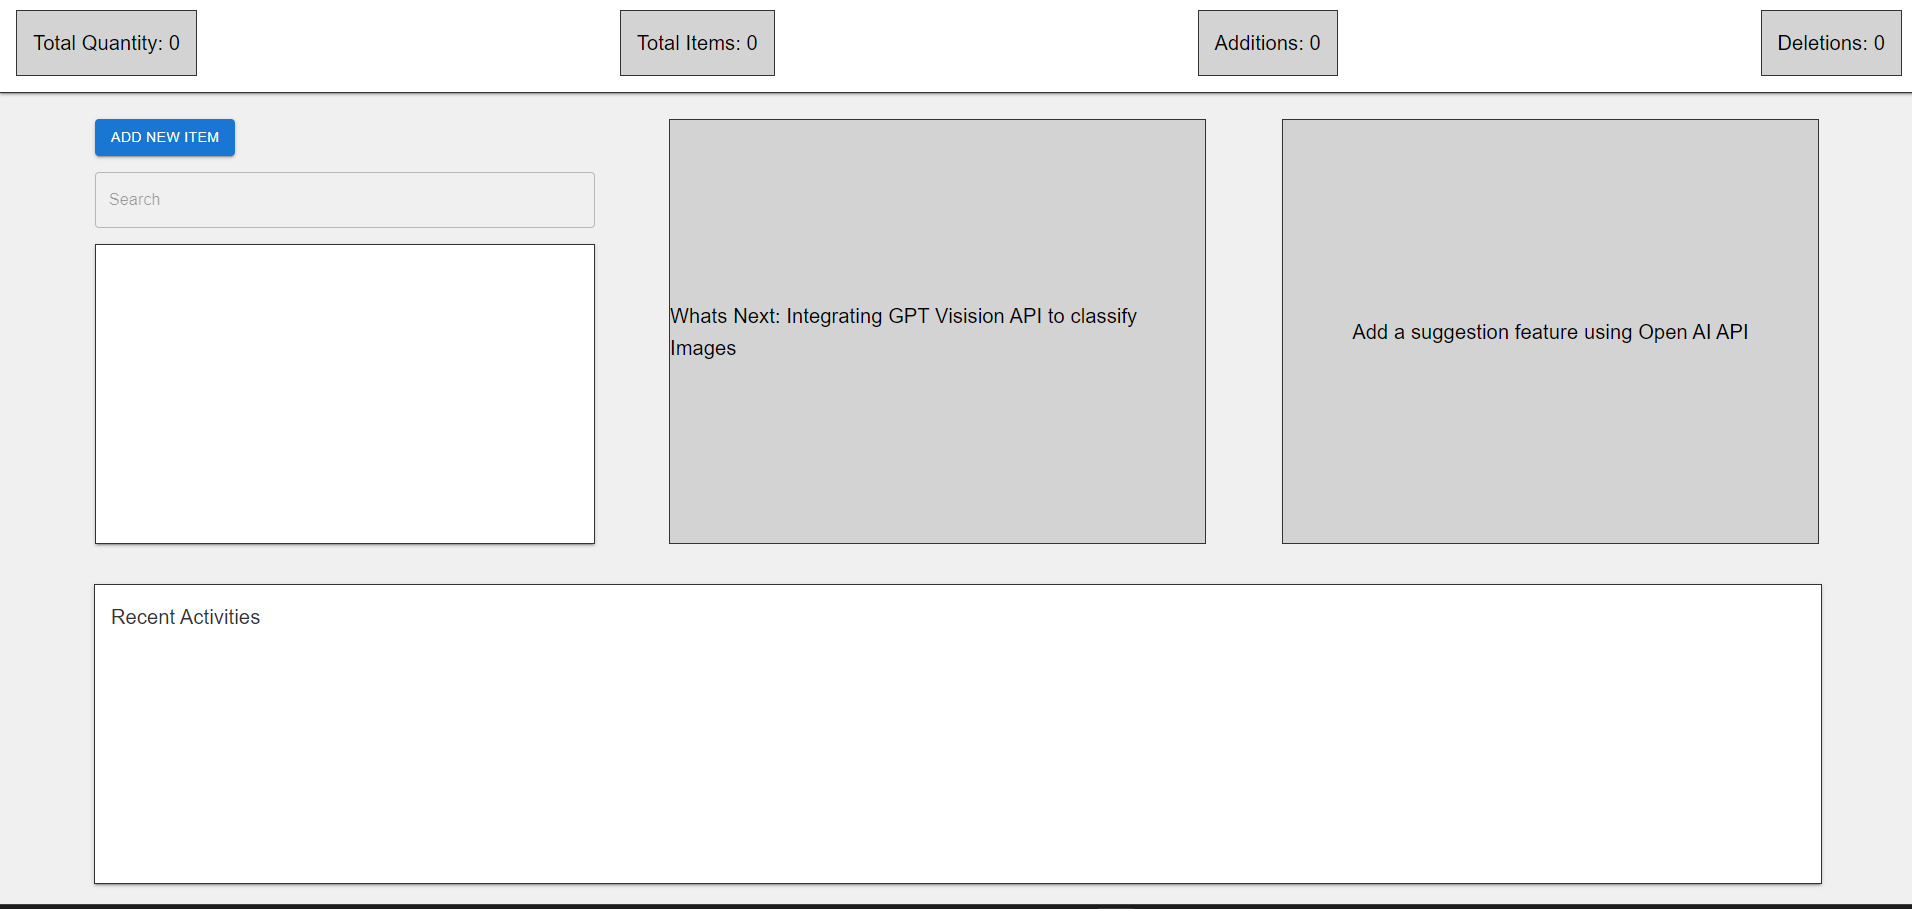 Total Quantity: 0
Total Items: 0
Additions: 0
Deletions: 0
ADD NEW ITEM
Search
Whats Next: Integrating GPT Visision API to classify
Images
Add a suggestion feature using Open AI API
Recent Activities